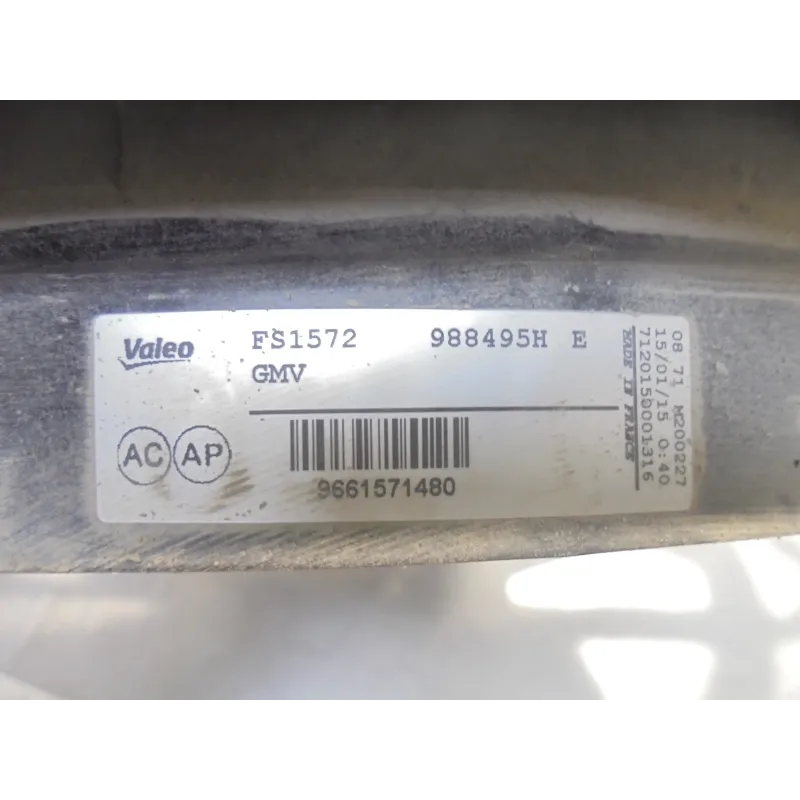 Valeo FS1572 988495H E
GMV
AC AP
9661571480
MADE IN FRANCE
7120150001316
15/01/15 0:40
08 71 M200227